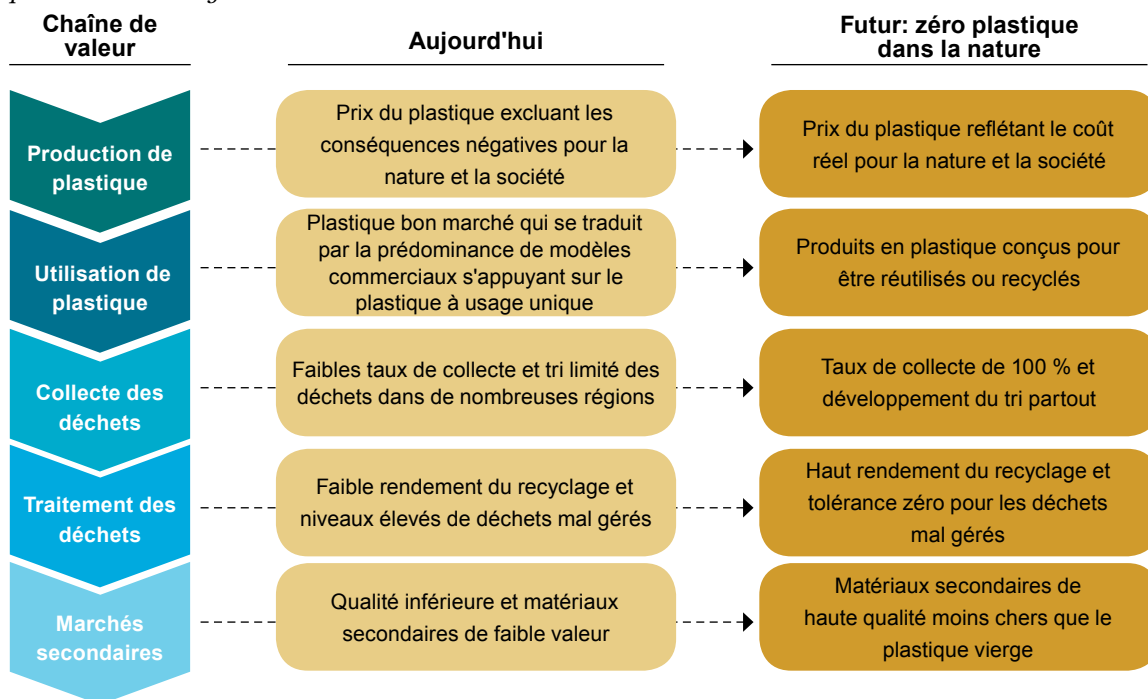 Chaîne de
valeur
Aujourd'hui
Futur: zéro plastique
dans la nature
Production de
plastique
Prix du plastique excluant les
conséquences négatives pour la
nature et la société
Prix du plastique reflétant le coût
réel pour la nature et la société
Utilisation de
plastique
Plastique bon marché qui se traduit
par la prédominance de modèles
commerciaux s'appuyant sur le
plastique à usage unique
Produits en plastique conçus pour
être réutilisés ou recyclés
Collecte des
déchets
Faibles taux de collecte et tri limité des
déchets dans de nombreuses régions
Taux de collecte de 100 % et
développement du tri partout
Traitement des
déchets
Faible rendement du recyclage et
niveaux élevés de déchets mal gérés
Haut rendement du recyclage et
tolérance zéro pour les déchets
mal gérés
Marchés
secondaires
Qualité inférieure et matériaux
secondaires de faible valeur
Matériaux secondaires de
haute qualité moins chers que le
plastique vierge